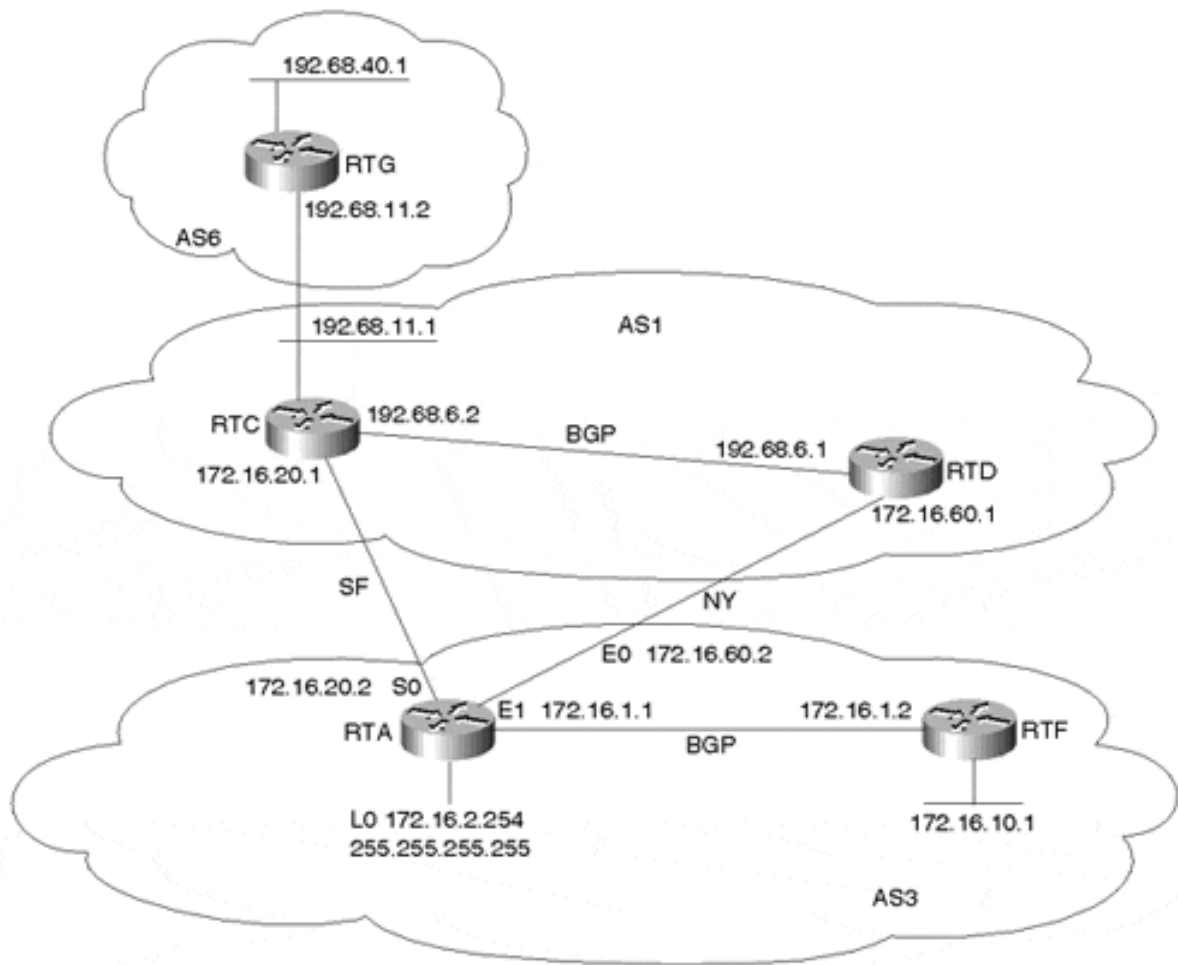 192.68.40.1
RTG
192.68.11.2
AS6
192.68.11.1
AS1
RTC
192.68.6.2
BGP
192.68.6.1
RTD
172.16.20.1
172.16.60.1
SF
NY
E0 172.16.60.2
172.16.20.2 S0
E1 172.16.1.1
172.16.1.2
RTA
BGP
RTF
L0 172.16.2.254
255.255.255.255
172.16.10.1
AS3